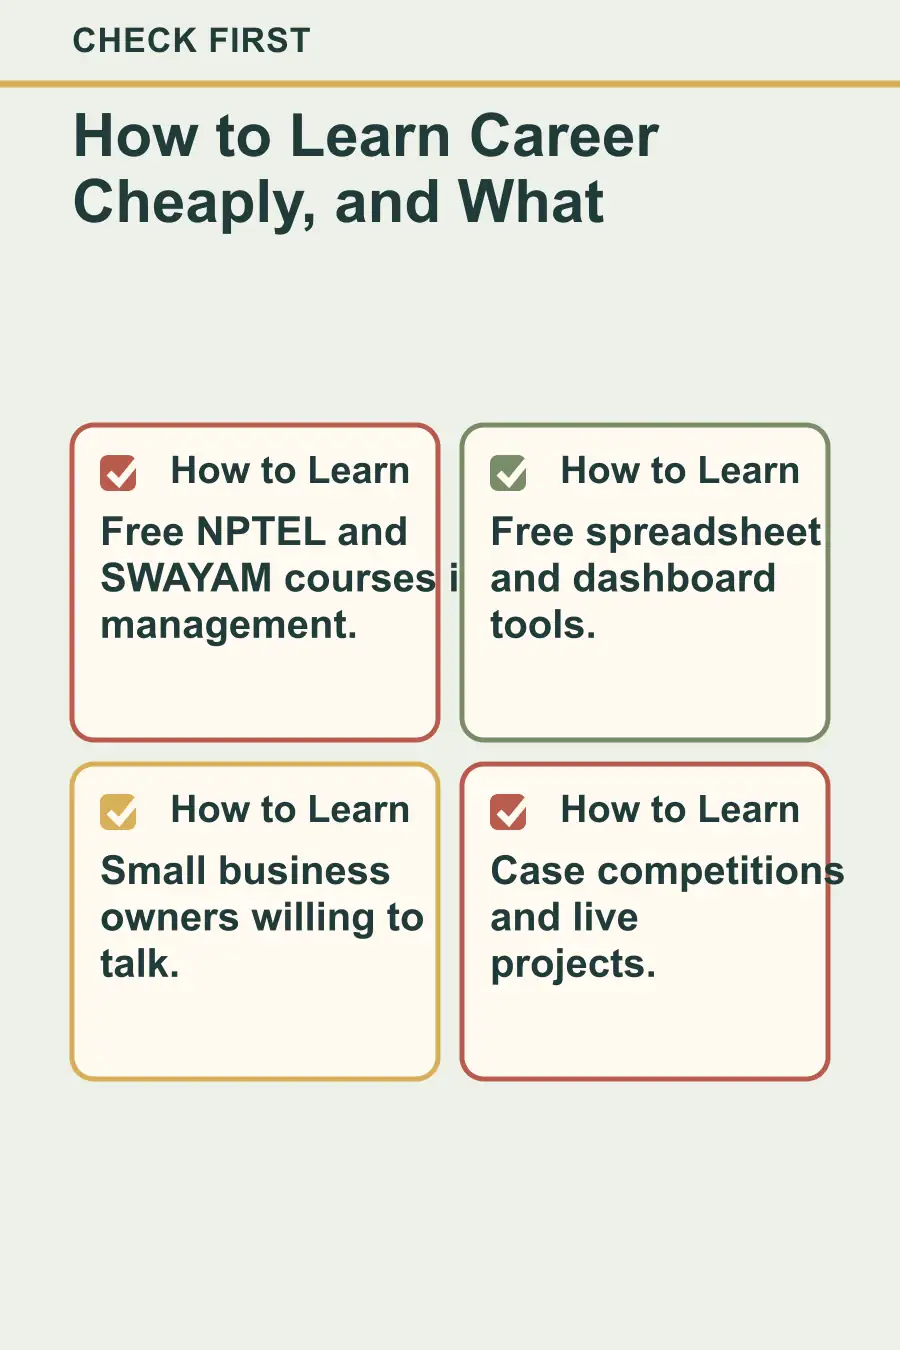 CHECK FIRST
How to Learn Career
Cheaply, and What
How to Learn
Free NPTEL and
SWAYAM courses i
management.
How to Learn
Free spreadsheet
and dashboard
tools.
How to Learn
Small business
owners willing to
talk.
How to Learn
Case competitions
and live
projects.